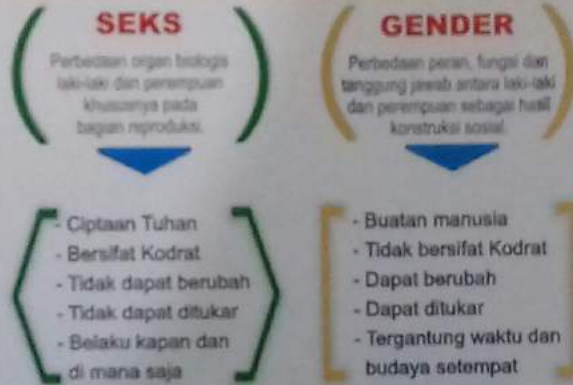 SEKS
Perbedaan organ biologis
laki-laki dan perempuan
khususnya pada
bagian reproduksi.
- Ciptaan Tuhan
- Bersifat Kodrat
- Tidak dapat berubah
- Tidak dapat ditukar
- Belaku kapan dan
di mana saja
GENDER
Perbedaan peran, fungsi dan
tanggung jawab antara laki-laki
dan perempuan sebagai hasil
konstruksi sosial.
- Buatan manusia
- Tidak bersifat Kodrat
- Dapat berubah
- Dapat ditukar
- Tergantung waktu dan
budaya setempat